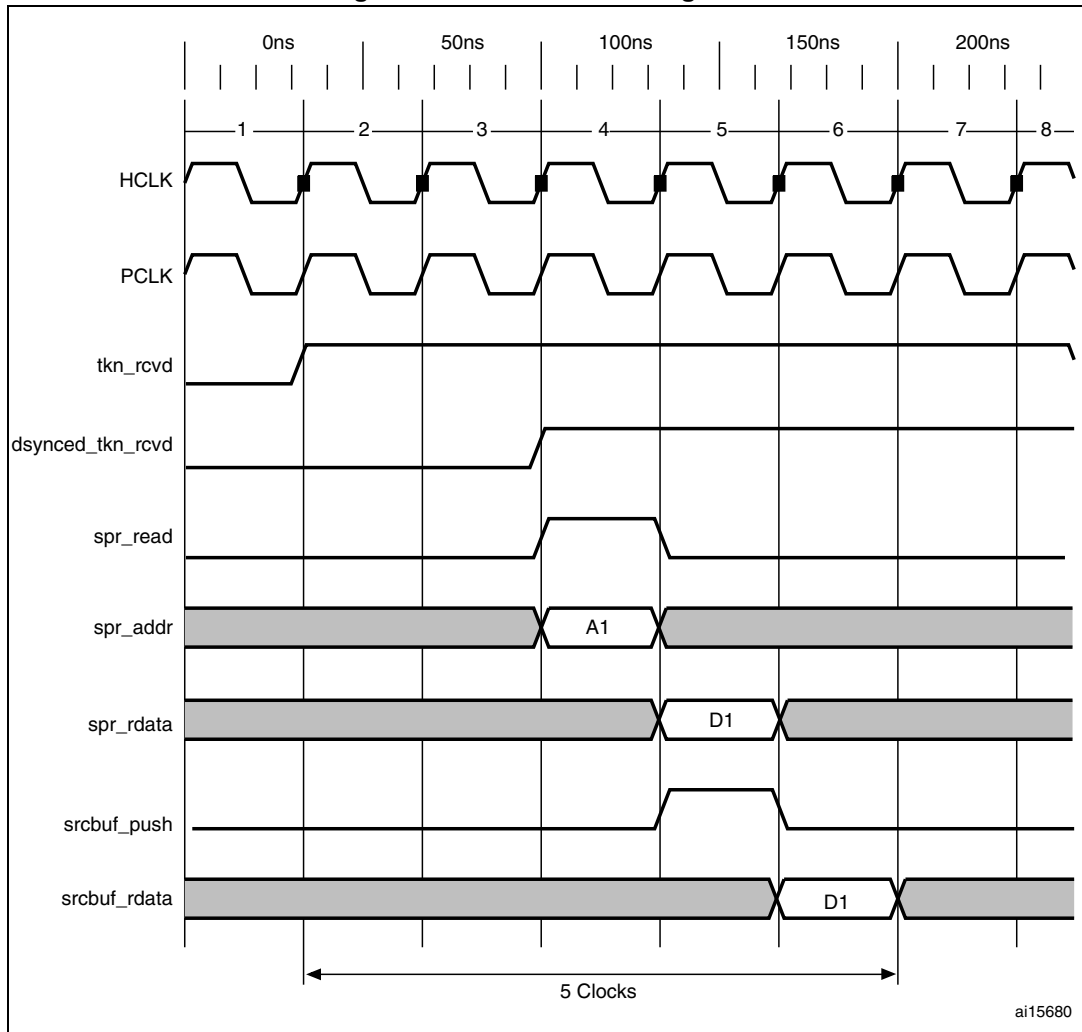 0ns 50ns 100ns 150ns 200ns
1 2 3 4 5 6 7 8
HCLK
PCLK
tkn_rcvd
dsynced_tkn_rcvd
spr_read
spr_addr A1
spr_rdata D1
srcbuf_push
srcbuf_rdata D1
5 Clocks
ai15680